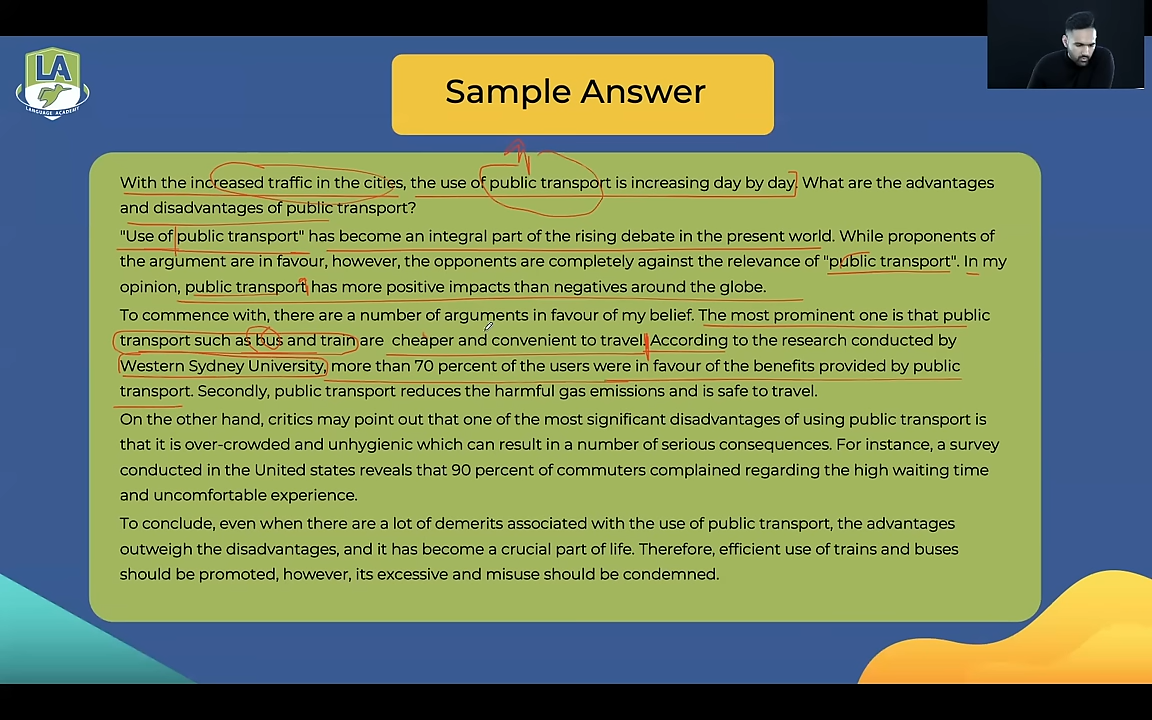 LA
LANGUAGE ACADEMY
Sample Answer
With the increased traffic in the cities, the use of public transport is increasing day by day. What are the advantages
and disadvantages of public transport?
"Use of public transport" has become an integral part of the rising debate in the present world. While proponents of
the argument are in favour, however, the opponents are completely against the relevance of "public transport". In my
opinion, public transport has more positive impacts than negatives around the globe.
To commence with, there are a number of arguments in favour of my belief. The most prominent one is that public
transport such as bus and train are cheaper and convenient to travel. According to the research conducted by
Western Sydney University, more than 70 percent of the users were in favour of the benefits provided by public
transport. Secondly, public transport reduces the harmful gas emissions and is safe to travel.
On the other hand, critics may point out that one of the most significant disadvantages of using public transport is
that it is over-crowded and unhygienic which can result in a number of serious consequences. For instance, a survey
conducted in the United states reveals that 90 percent of commuters complained regarding the high waiting time
and uncomfortable experience.
To conclude, even when there are a lot of demerits associated with the use of public transport, the advantages
outweigh the disadvantages, and it has become a crucial part of life. Therefore, efficient use of trains and buses
should be promoted, however, its excessive and misuse should be condemned.